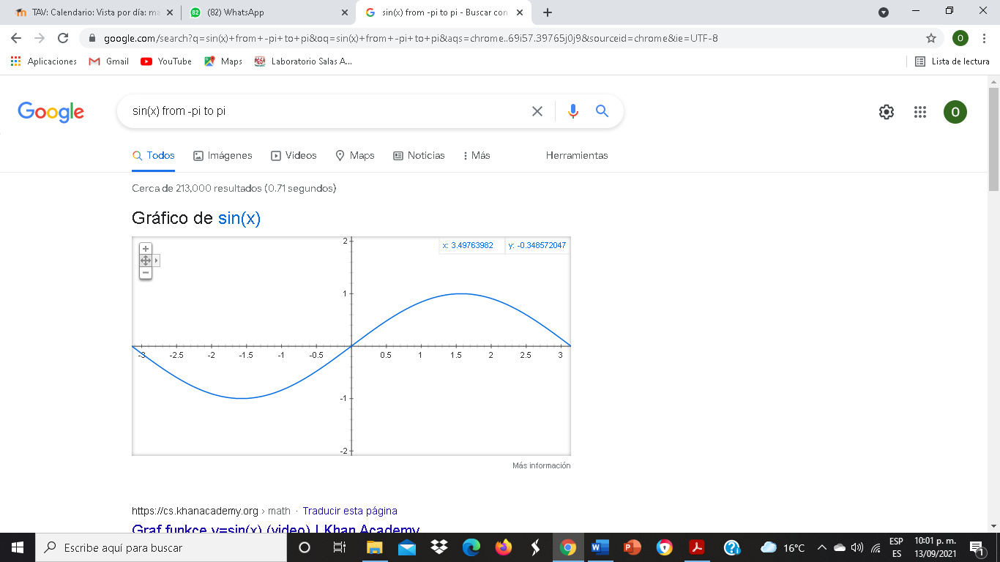 TAV: Calendario: Vista por día: ma
(82) WhatsApp
sin(x) from -pi to pi - Buscar con
google.com/search?q=sin(x)+from+-pi+to+pi&oq=sin(x)+from+-pi+to+pi&aqs=chrome..69i57.39765j0j9&sourceid=chrome&ie=UTF-8
O
Aplicaciones
Gmail
YouTube
Maps
Laboratorio Salas A...
Lista de lectura
Google
sin(x) from -pi to pi
O
Todos
Imágenes
Videos
Maps
Noticias
Más
Herramientas
Cerca de 213,000 resultados (0.71 segundos)
Gráfico de sin(x)
x: 3.49763982 y: -0.348572047
2
1
-3 -2.5 -2 -1.5 -1 -0.5 0.5 1 1.5 2 2.5 3
-1
-2
Más información
https://cs.khanacademy.org › math · Traducir esta página
Graf funkce y=sin(x) (video) | Khan Academy
Escribe aquí para buscar
16°C
ESP
ES
10:01 p. m.
13/09/2021
1